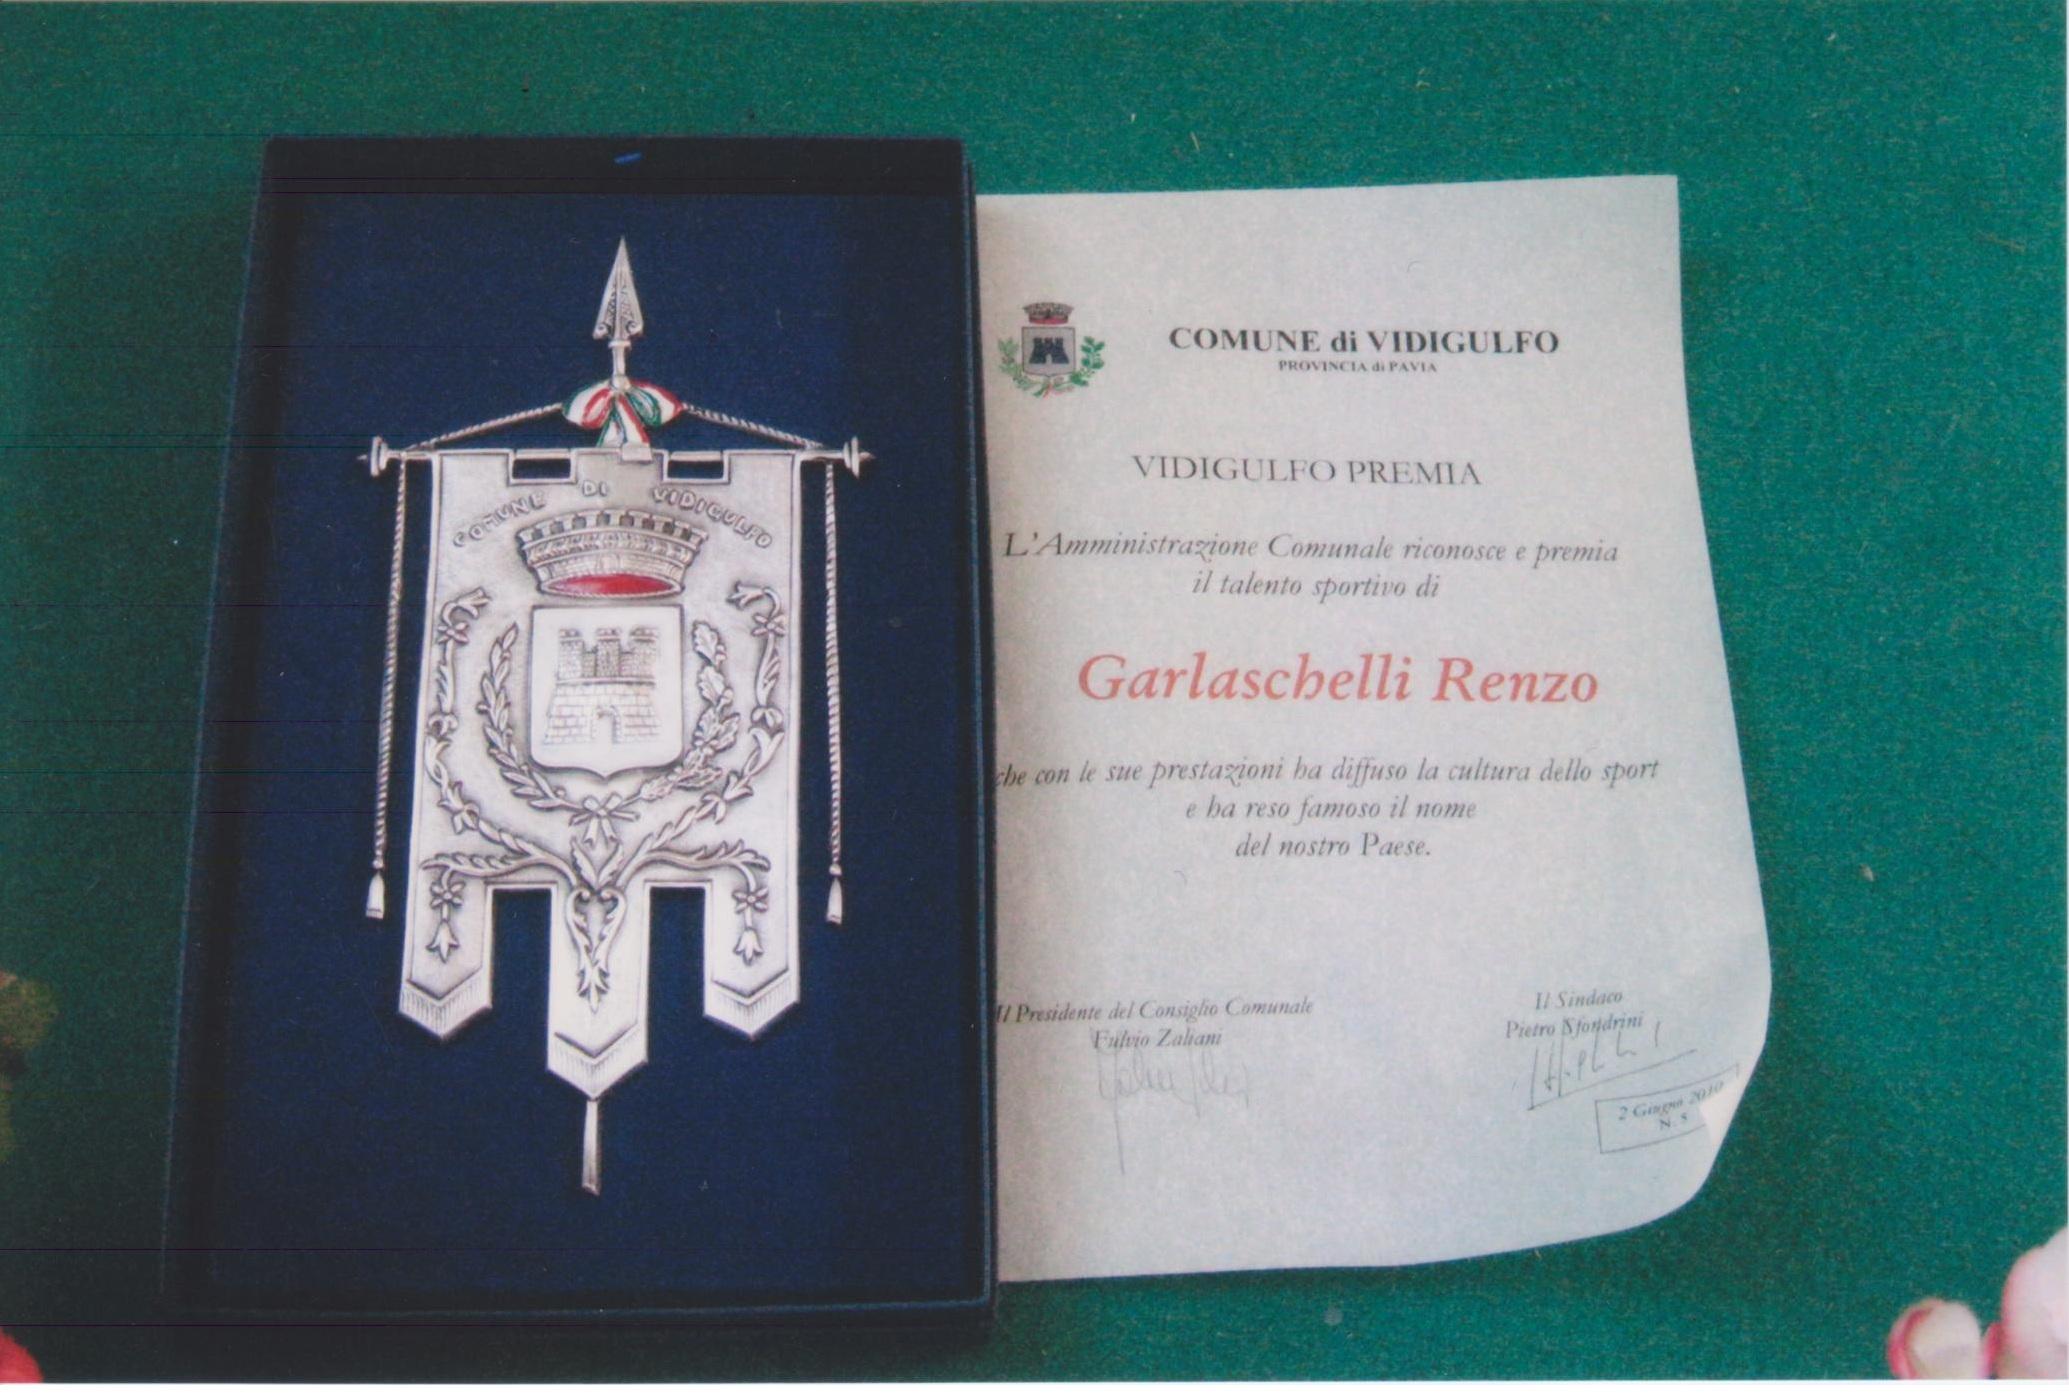 COMUNE DI VIDIGULFO
COMUNE di VIDIGULFO
PROVINCIA di PAVIA
VIDIGULFO PREMIA
L'Amministrazione Comunale riconosce e premia
il talento sportivo di
Garlaschelli Renzo
che con le sue prestazioni ha diffuso la cultura dello sport
e ha reso famoso il nome
del nostro Paese.
Il Presidente del Consiglio Comunale
Fulvio Zaliani
Il Sindaco
Pietro Sfondrini
2 Giugno 2010
N. 5